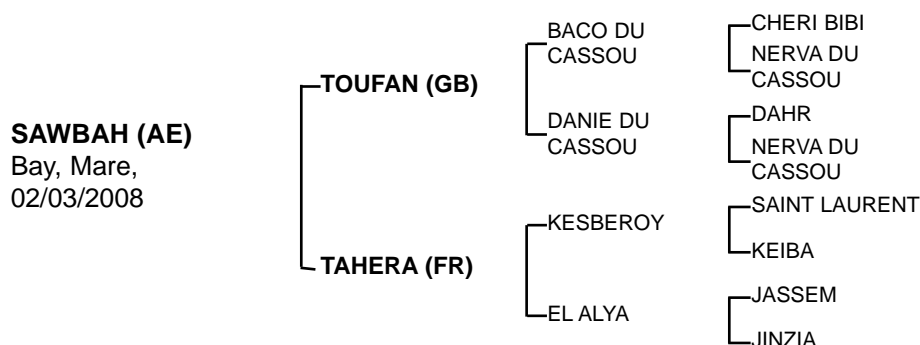 SAWBAH (AE)
Bay, Mare,
02/03/2008
TOUFAN (GB)
TAHERA (FR)
BACO DU
CASSOU
DANIE DU
CASSOU
KESBEROY
EL ALYA
CHERI BIBI
NERVA DU
CASSOU
DAHR
NERVA DU
CASSOU
SAINT LAURENT
KEIBA
JASSEM
JINZIA